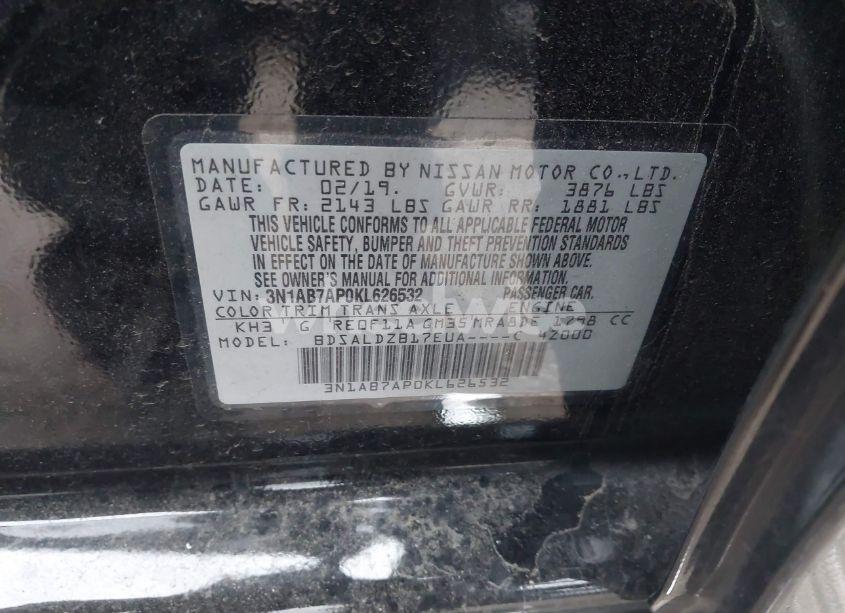 MANUFACTURED BY NISSAN MOTOR CO., LTD.
DATE: 02/19. GVWR: 3876 LBS
GAWR FR: 2143 LBS GAWR RR: 1881 LBS
THIS VEHICLE CONFORMS TO ALL APPLICABLE FEDERAL MOTOR
VEHICLE SAFETY, BUMPER AND THEFT PREVENTION STANDARDS
IN EFFECT ON THE DATE OF MANUFACTURE SHOWN ABOVE.
SEE OWNER'S MANUAL FOR ADDITIONAL INFORMATION.
VIN: 3N1AB7AP0KL626532 PASSENGER CAR.
COLOR TRIM TRANS AXLE ENGINE
KH3 G RE0F11A GM35 MRA8DE 1798 CC
MODEL: BDSALDZB17EUA----C 42000
3N1AB7AP0KL626532